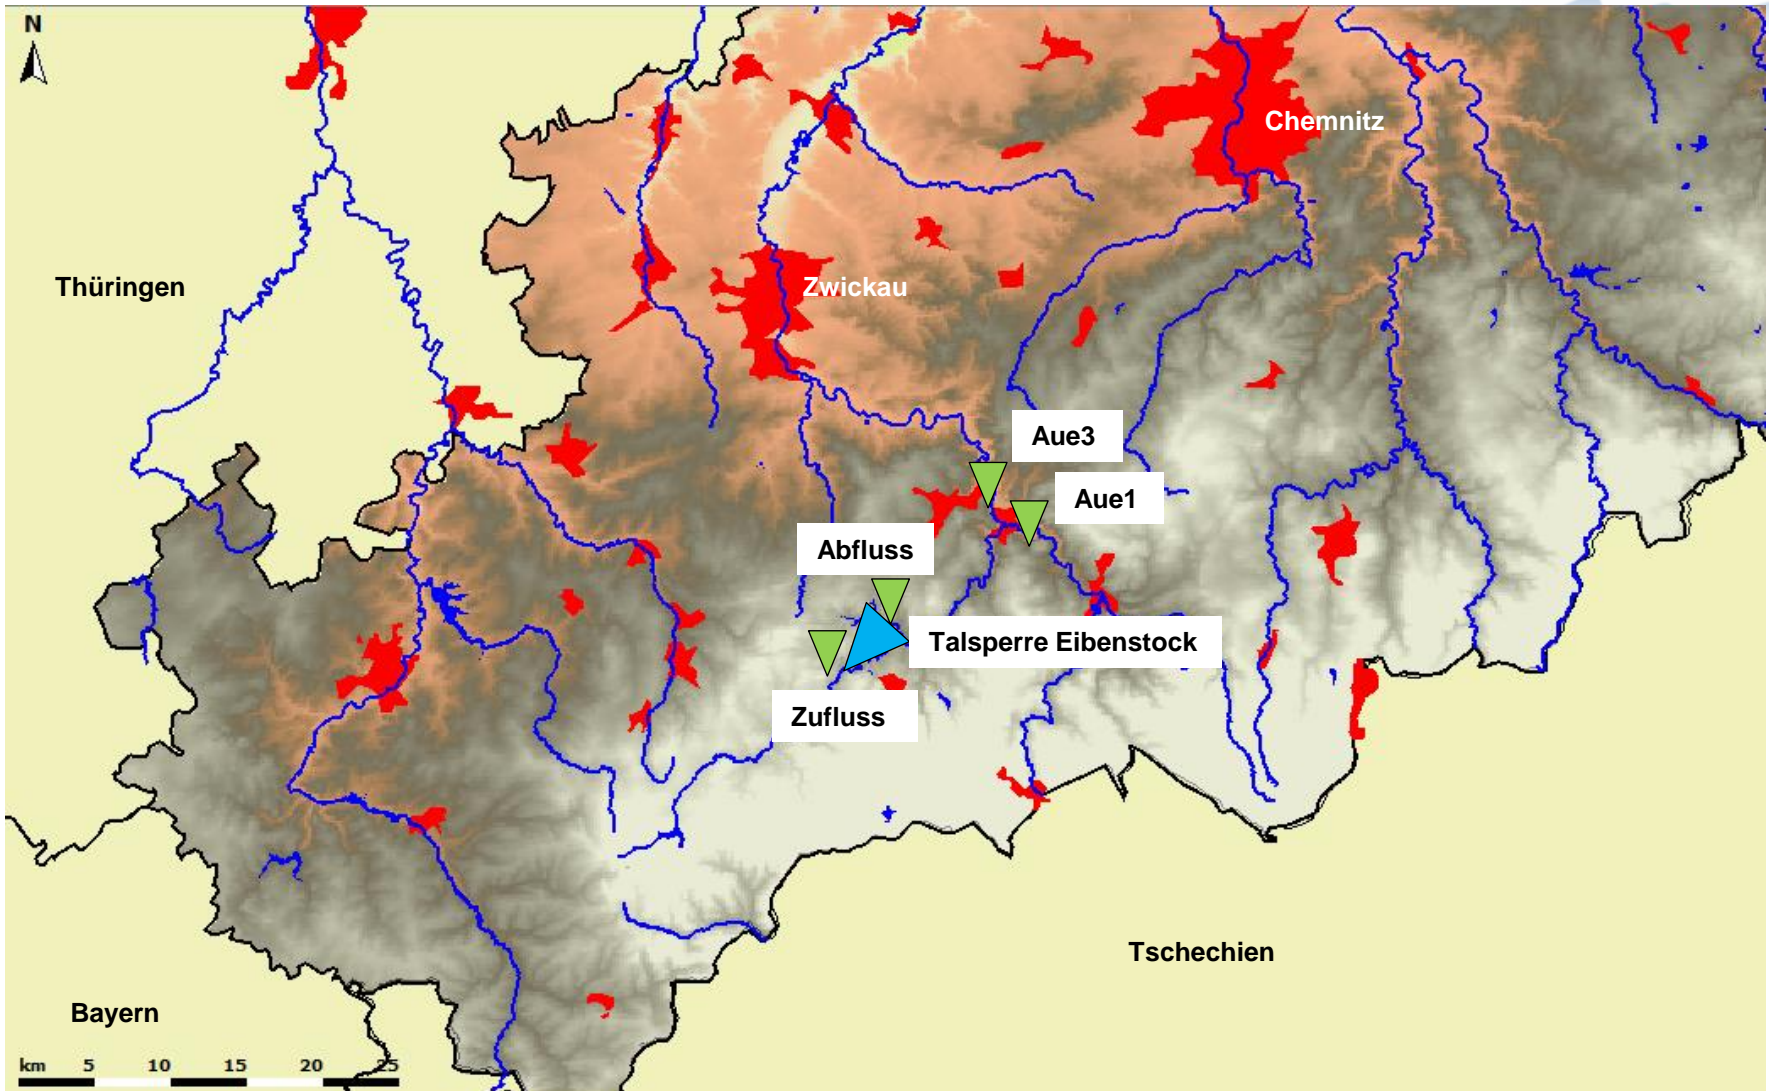 N
Chemnitz
Thüringen
Zwickau
Aue3
Aue1
Abfluss
Talsperre Eibenstock
Zufluss
Tschechien
Bayern
km 5 10 15 20 25